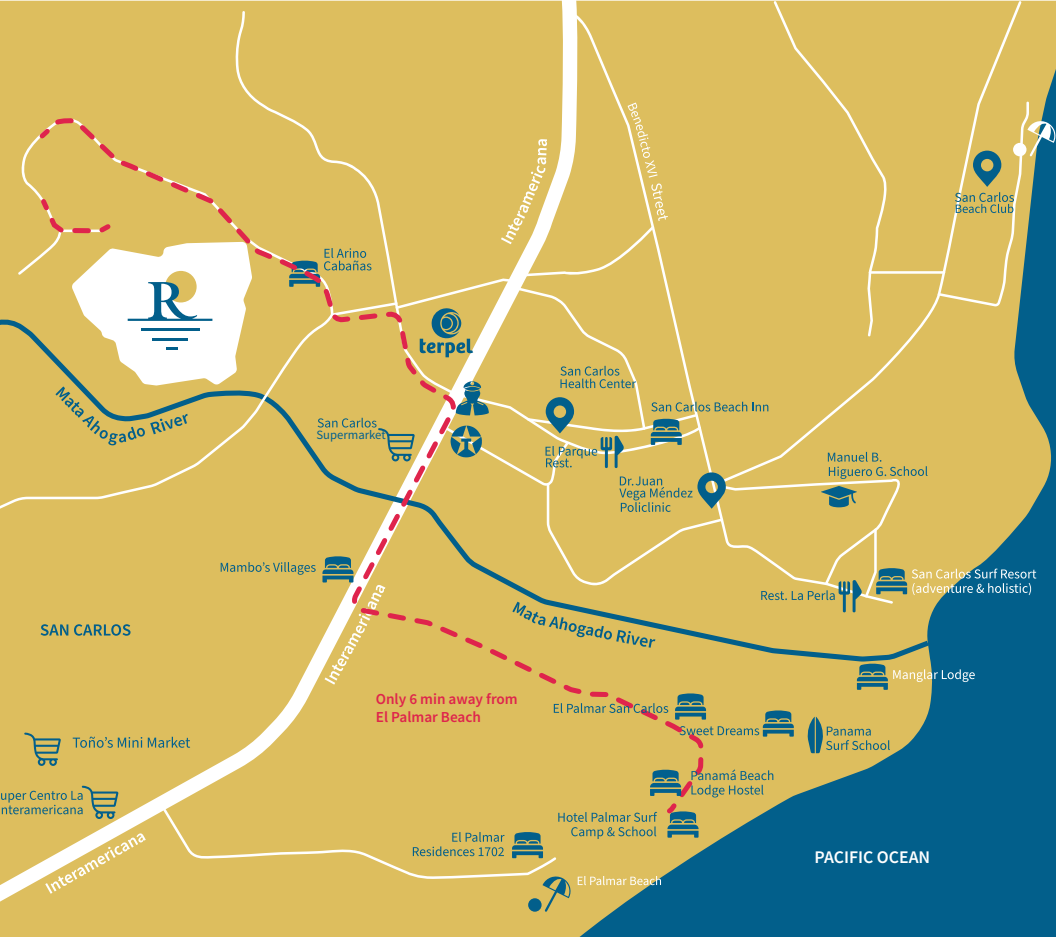 Benedicto XVI Street
Interamericana
San Carlos
Beach Club
El Arino
Cabañas
R
terpel
San Carlos
Health Center
San Carlos Beach Inn
Mata Ahogado River
San Carlos
Supermarket
T
El Parque
Rest.
Manuel B.
Higuero G. School
Dr.Juan
Vega Méndez
Policlinic
Mambo's Villages
San Carlos Surf Resort
(adventure & holistic)
Rest. La Perla
SAN CARLOS
Interamericana
Mata Ahogado River
Manglar Lodge
Only 6 min away from
El Palmar Beach
El Palmar San Carlos
Sweet Dreams
Panama
Surf School
Toño's Mini Market
Panamá Beach
Lodge Hostel
uper Centro La
nteramericana
Hotel Palmar Surf
Camp & School
El Palmar
Residences 1702
Interamericana
PACIFIC OCEAN
El Palmar Beach